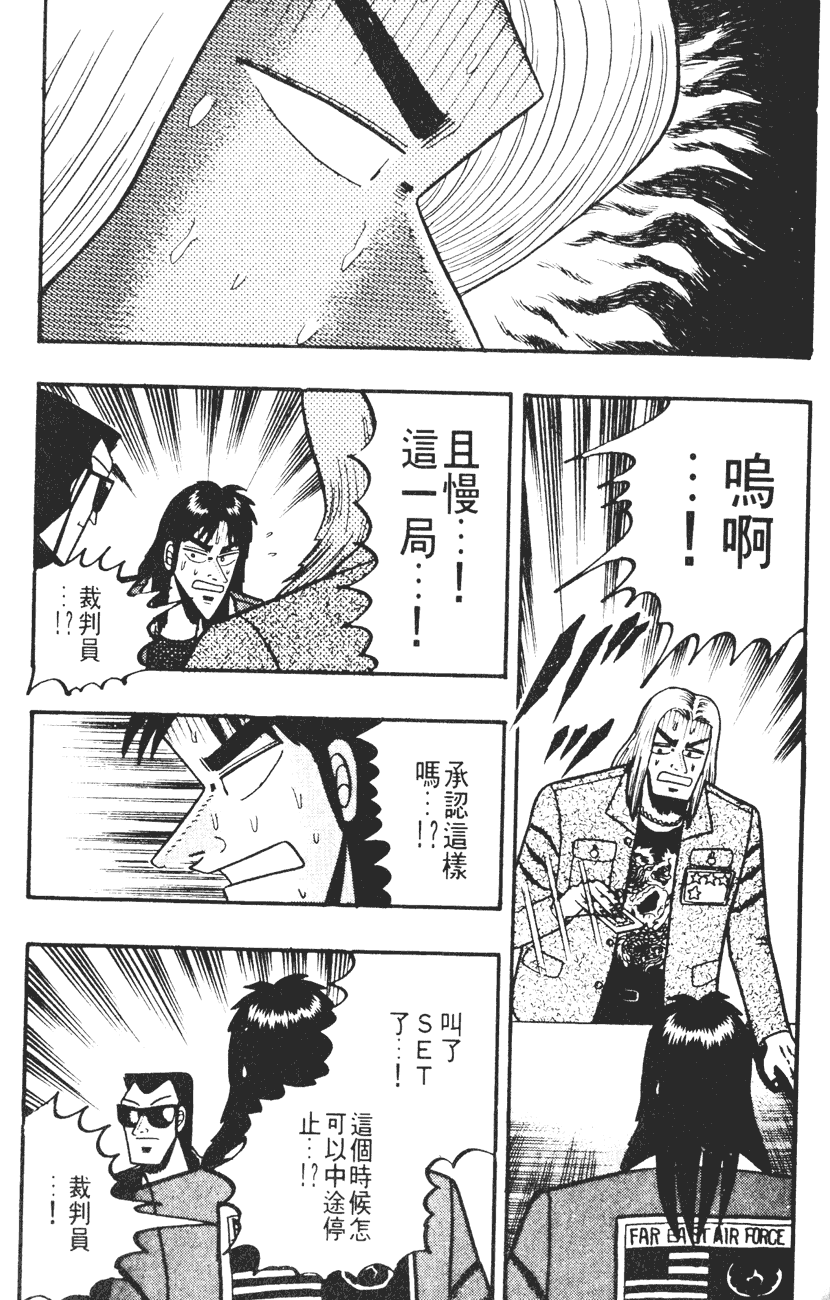 嗚啊
…！
FAR EAST AIR FORCE
且慢…！
這一局…！
裁判員
…!?
承認這樣
嗎…!?
叫了
SET
了…！
這個時候怎
可以中途停
止…!?
裁判員
…！